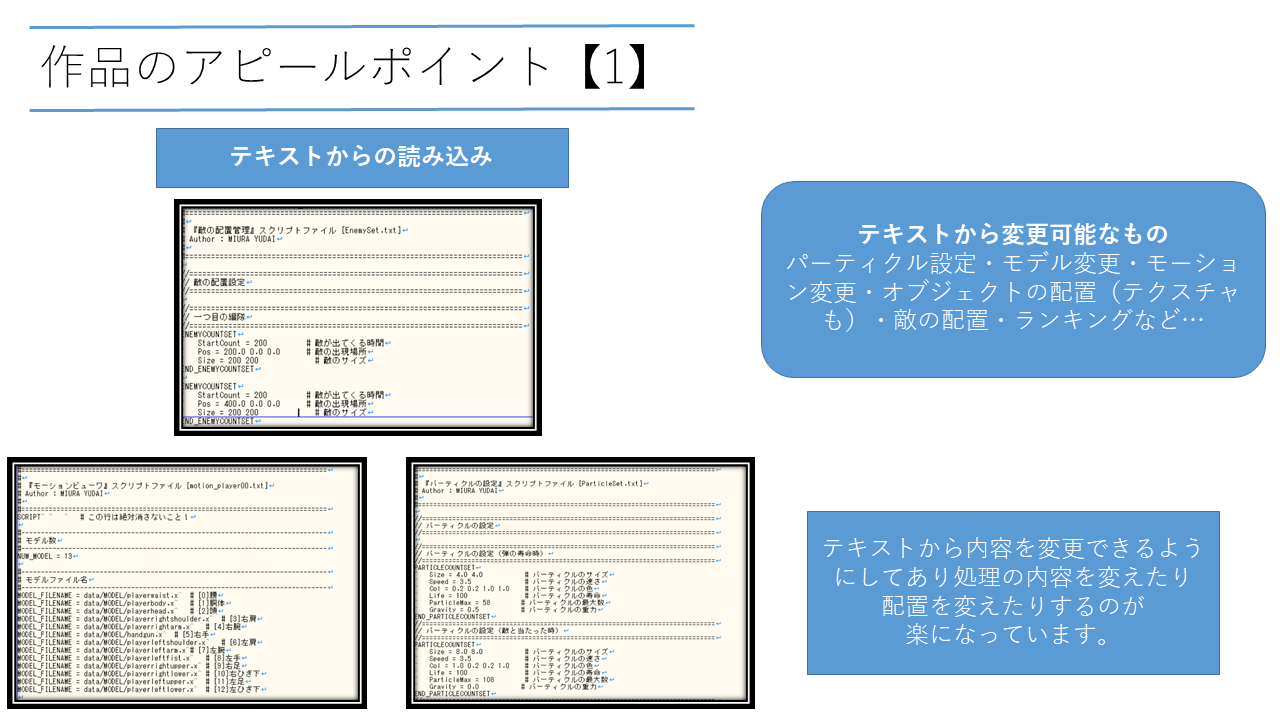 作品のアピールポイント【1】
テキストからの読み込み
『敵の配置管理』スクリプトファイル [EnemySet.txt]
Author : MIURA YUDAI
// 敵の配置設定
// 一つ目の編隊
NEMYCOUNTSET
StartCount = 200 # 敵が出てくる時間
Pos = 200.0 0.0 0.0 # 敵の出現場所
Size = 200 200 # 敵のサイズ
END_ENEMYCOUNTSET
NEMYCOUNTSET
StartCount = 200 # 敵が出てくる時間
Pos = 400.0 0.0 0.0 # 敵の出現場所
Size = 200 200 # 敵のサイズ
END_ENEMYCOUNTSET
テキストから変更可能なもの
パーティクル設定・モデル変更・モーショ
ン変更・オブジェクトの配置（テクスチャ
も）・敵の配置・ランキングなど…
# 『モーションビューワ』スクリプトファイル [motion_player00.txt]
# Author : MIURA YUDAI
SCRIPT # この行は絶対消さないこと！
# モデル数
NUM_MODEL = 13
# モデルファイル名
MODEL_FILENAME = data/MODEL/playerwaist.x # [0]腰
MODEL_FILENAME = data/MODEL/playerbody.x # [1]胴体
MODEL_FILENAME = data/MODEL/playerhead.x # [2]頭
MODEL_FILENAME = data/MODEL/playerrightshoulder.x # [3]右肩
MODEL_FILENAME = data/MODEL/playerrightarm.x # [4]右腕
MODEL_FILENAME = data/MODEL/handgun.x # [5]右手
MODEL_FILENAME = data/MODEL/playerleftshoulder.x # [6]左肩
MODEL_FILENAME = data/MODEL/playerleftarm.x # [7]左腕
MODEL_FILENAME = data/MODEL/playerleftfist.x # [8]左手
MODEL_FILENAME = data/MODEL/playerrightupper.x # [9]右足
MODEL_FILENAME = data/MODEL/playerrightlower.x # [10]右ひざ下
MODEL_FILENAME = data/MODEL/playerleftupper.x # [11]左足
MODEL_FILENAME = data/MODEL/playerleftlower.x # [12]左ひざ下
# 『パーティクルの設定』スクリプトファイル [ParticleSet.txt]
# Author : MIURA YUDAI
// パーティクルの設定
// パーティクルの設定（弾の寿命時）
PARTICLECOUNTSET
Size = 4.0 4.0 # パーティクルのサイズ
Speed = 3.5 # パーティクルの速さ
Col = 0.2 0.2 1.0 1.0 # パーティクルの色
Life = 100 # パーティクルの寿命
ParticleMax = 58 # パーティクルの最大数
Gravity = 0.5 # パーティクルの重力
END_PARTICLECOUNTSET
// パーティクルの設定（敵と当たった時）
PARTICLECOUNTSET
Size = 8.0 8.0 # パーティクルのサイズ
Speed = 3.5 # パーティクルの速さ
Col = 1.0 0.2 0.2 1.0 # パーティクルの色
Life = 100 # パーティクルの寿命
ParticleMax = 108 # パーティクルの最大数
Gravity = 0.0 # パーティクルの重力
END_PARTICLECOUNTSET
テキストから内容を変更できるよう
にしてあり処理の内容を変えたり
配置を変えたりするのが
楽になっています。